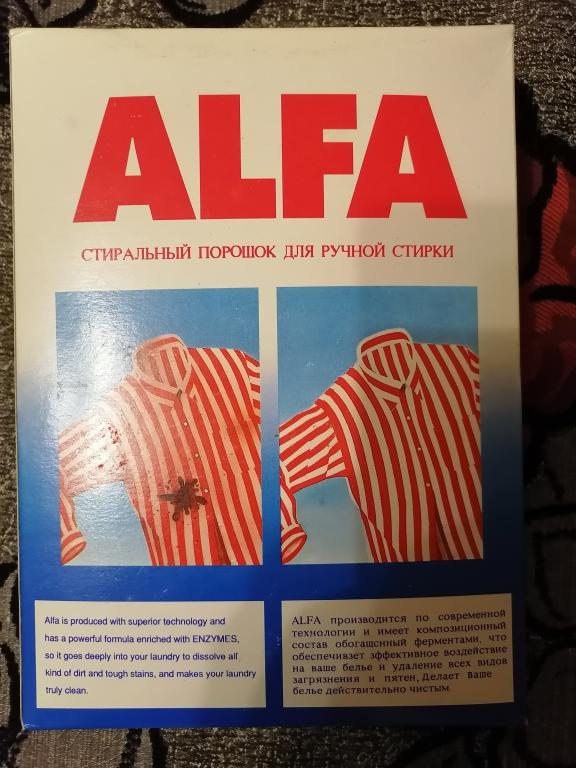 ALFA
СТИРАЛЬНЫЙ ПОРОШОК ДЛЯ РУЧНОЙ СТИРКИ
Alfa is produced with superior technology and
has a powerful formula enriched with ENZYMES,
so it goes deeply into your laundry to dissolve all
kind of dirt and tough stains, and makes your laundry
truly clean.
ALFA производится по современной
технологии и имеет композиционный
состав обогащснный ферментами, что
обеспечивзет зффективное воздействие
на ваше белье и удаление всех видов
загрязнения и пятен, Делает ваше
белье действительно чистым.